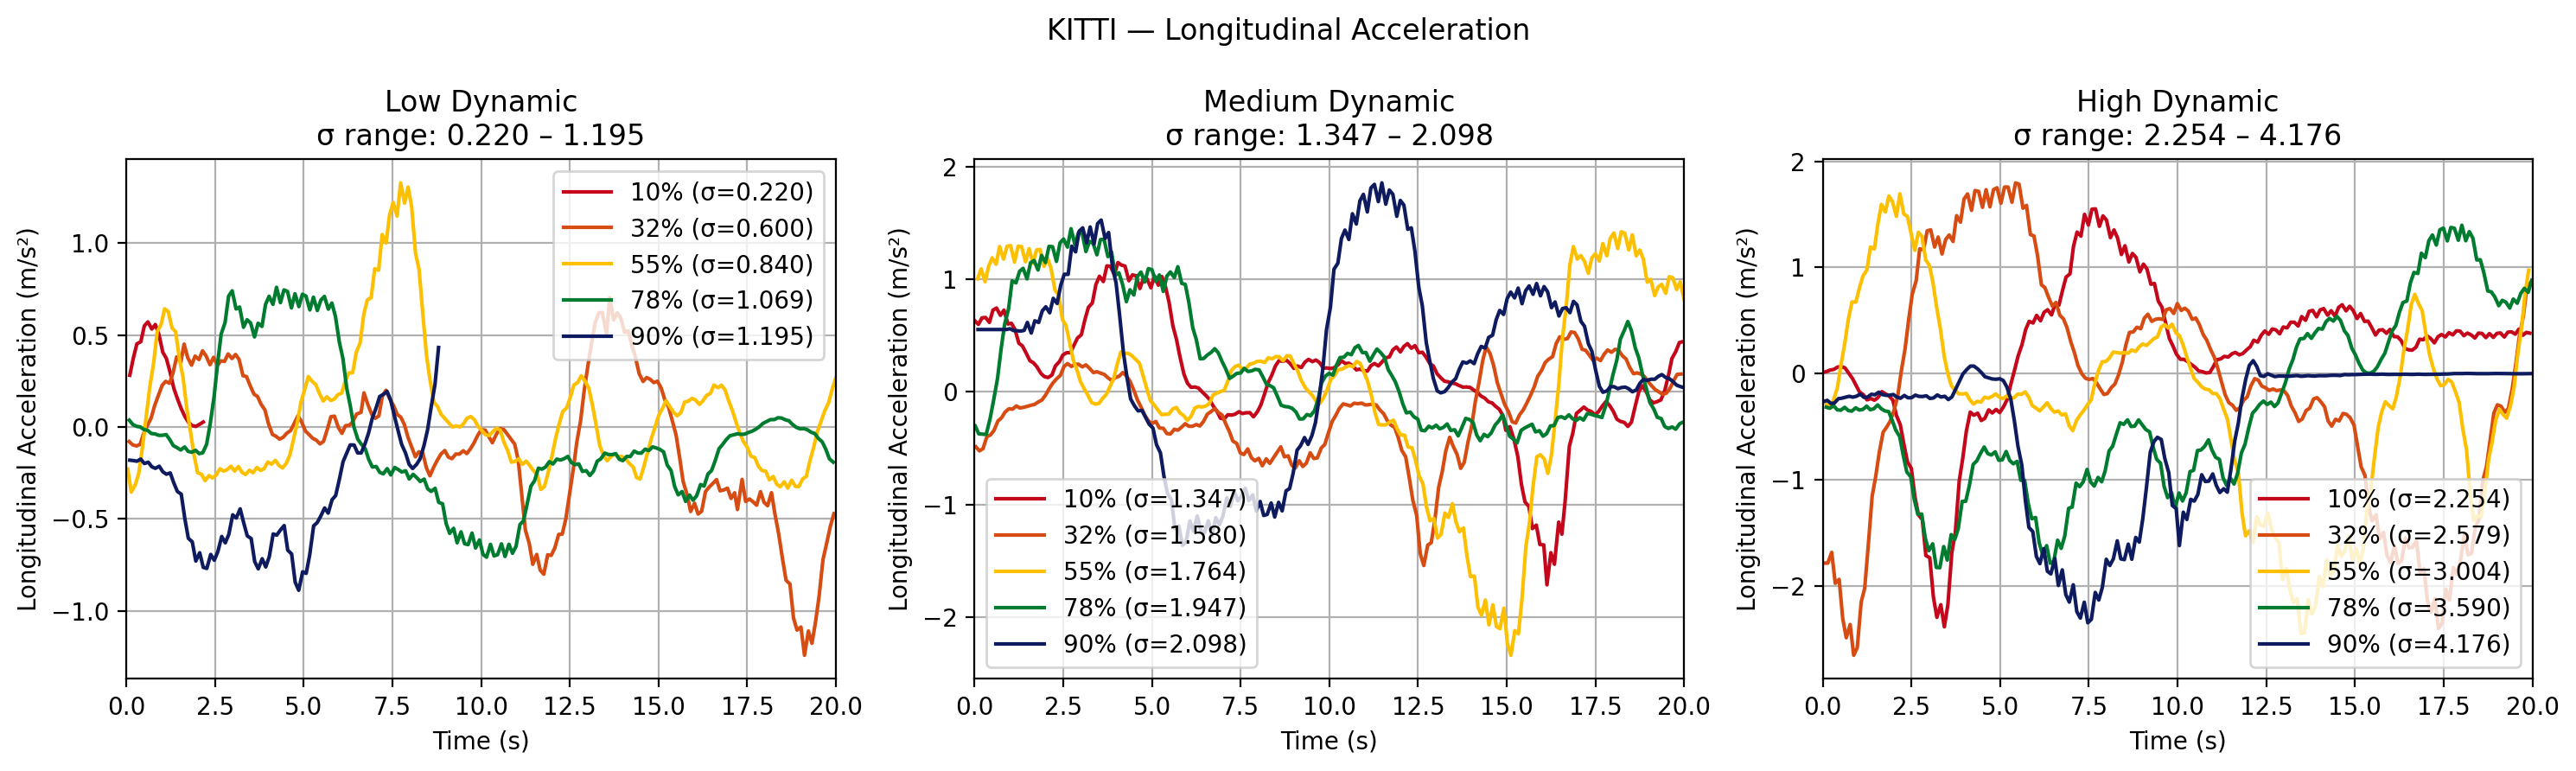 KITTI — Longitudinal Acceleration
Low Dynamic
σ range: 0.220 – 1.195
Longitudinal Acceleration (m/s²)
1.0
0.5
0.0
−0.5
−1.0
10% (σ=0.220)
32% (σ=0.600)
55% (σ=0.840)
78% (σ=1.069)
90% (σ=1.195)
0.0 2.5 5.0 7.5 10.0 12.5 15.0 17.5 20.0
Time (s)
Medium Dynamic
σ range: 1.347 – 2.098
Longitudinal Acceleration (m/s²)
2
1
0
−1
−2
10% (σ=1.347)
32% (σ=1.580)
55% (σ=1.764)
78% (σ=1.947)
90% (σ=2.098)
0.0 2.5 5.0 7.5 10.0 12.5 15.0 17.5 20.0
Time (s)
High Dynamic
σ range: 2.254 – 4.176
Longitudinal Acceleration (m/s²)
2
1
0
−1
−2
10% (σ=2.254)
32% (σ=2.579)
55% (σ=3.004)
78% (σ=3.590)
90% (σ=4.176)
0.0 2.5 5.0 7.5 10.0 12.5 15.0 17.5 20.0
Time (s)